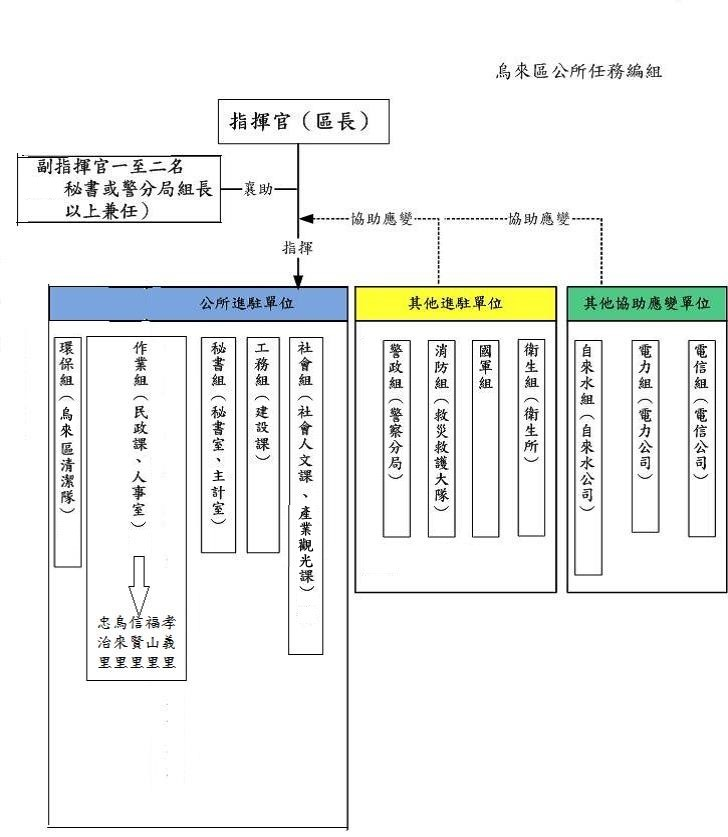 烏來區公所任務編組
指揮官（區長）
副指揮官一至二名
秘書或警分局組長
以上兼任）
襄助
協助應變
協助應變
指揮
公所進駐單位
環保組（烏來區清潔隊）
作業組（民政課、人事室）
忠治里
烏來里
信賢里
福山里
孝義里
秘書組（秘書室、主計室）
工務組（建設課）
社會組（社會人文課、產業觀光課）
其他進駐單位
警政組（警察分局）
消防組（救災救護大隊）
國軍組
衛生組（衛生所）
其他協助應變單位
自來水組（自來水公司）
電力組（電力公司）
電信組（電信公司）